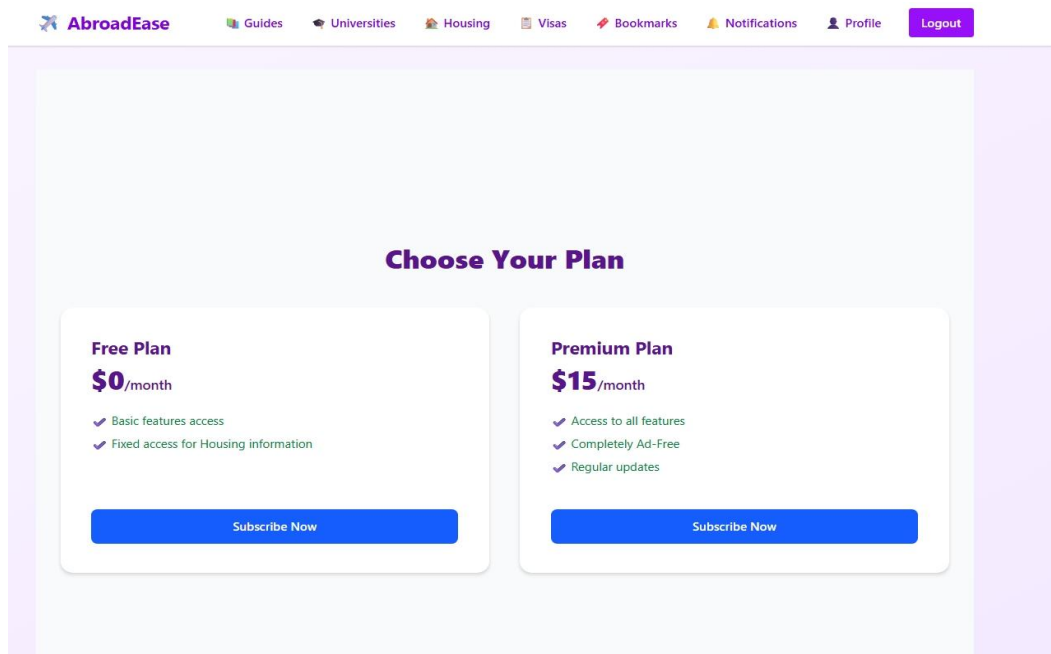 AbroadEase Guides Universities Housing Visas Bookmarks Notifications Profile Logout
Choose Your Plan
Free Plan
$0/month
Basic features access
Fixed access for Housing information
Subscribe Now
Premium Plan
$15/month
Access to all features
Completely Ad-Free
Regular updates
Subscribe Now